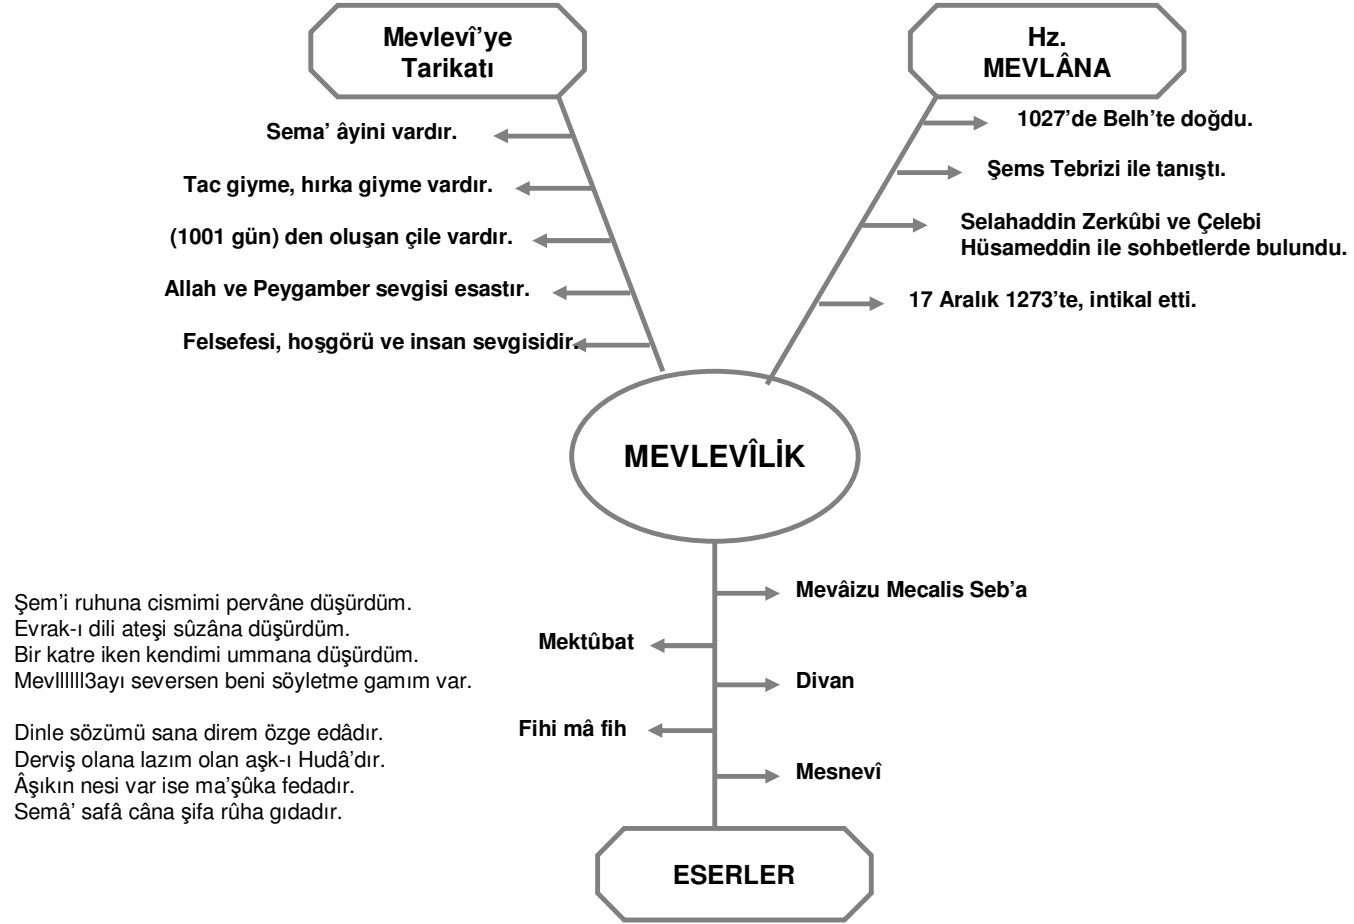 Mevlevî’ye
Tarikatı
Sema’ âyini vardır.
Tac giyme, hırka giyme vardır.
(1001 gün) den oluşan çile vardır.
Allah ve Peygamber sevgisi esastır.
Felsefesi, hoşgörü ve insan sevgisidir.
Hz.
MEVLÂNA
1027’de Belh’te doğdu.
Şems Tebrizi ile tanıştı.
Selahaddin Zerkûbi ve Çelebi
Hüsameddin ile sohbetlerde bulundu.
17 Aralık 1273’te, intikal etti.
MEVLEVÎLİK
Mevâizu Mecalis Seb’a
Mektûbat
Divan
Fihi mâ fih
Mesnevî
ESERLER
Şem’i ruhuna cismimi pervâne düşürdüm.
Evrak-ı dili ateşi sûzâna düşürdüm.
Bir katre iken kendimi ummana düşürdüm.
Mevllllll3ayı seversen beni söyletme gamım var.
Dinle sözümü sana direm özge edâdır.
Derviş olana lazım olan aşk-ı Hudâ’dır.
Âşıkın nesi var ise ma’şûka fedadır.
Semâ’ safâ câna şifa rûha gıdadır.